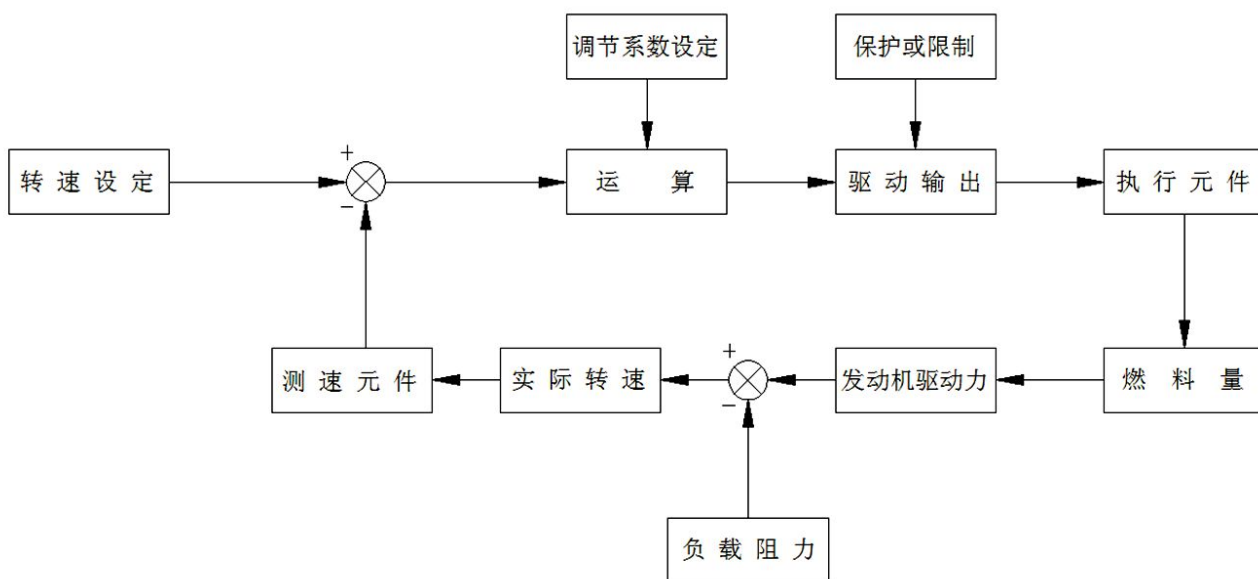 调节系数设定
保护或限制
转速设定
+
−
运算
驱动输出
执行元件
测速元件
实际转速
+
−
发动机驱动力
燃料量
负载阻力